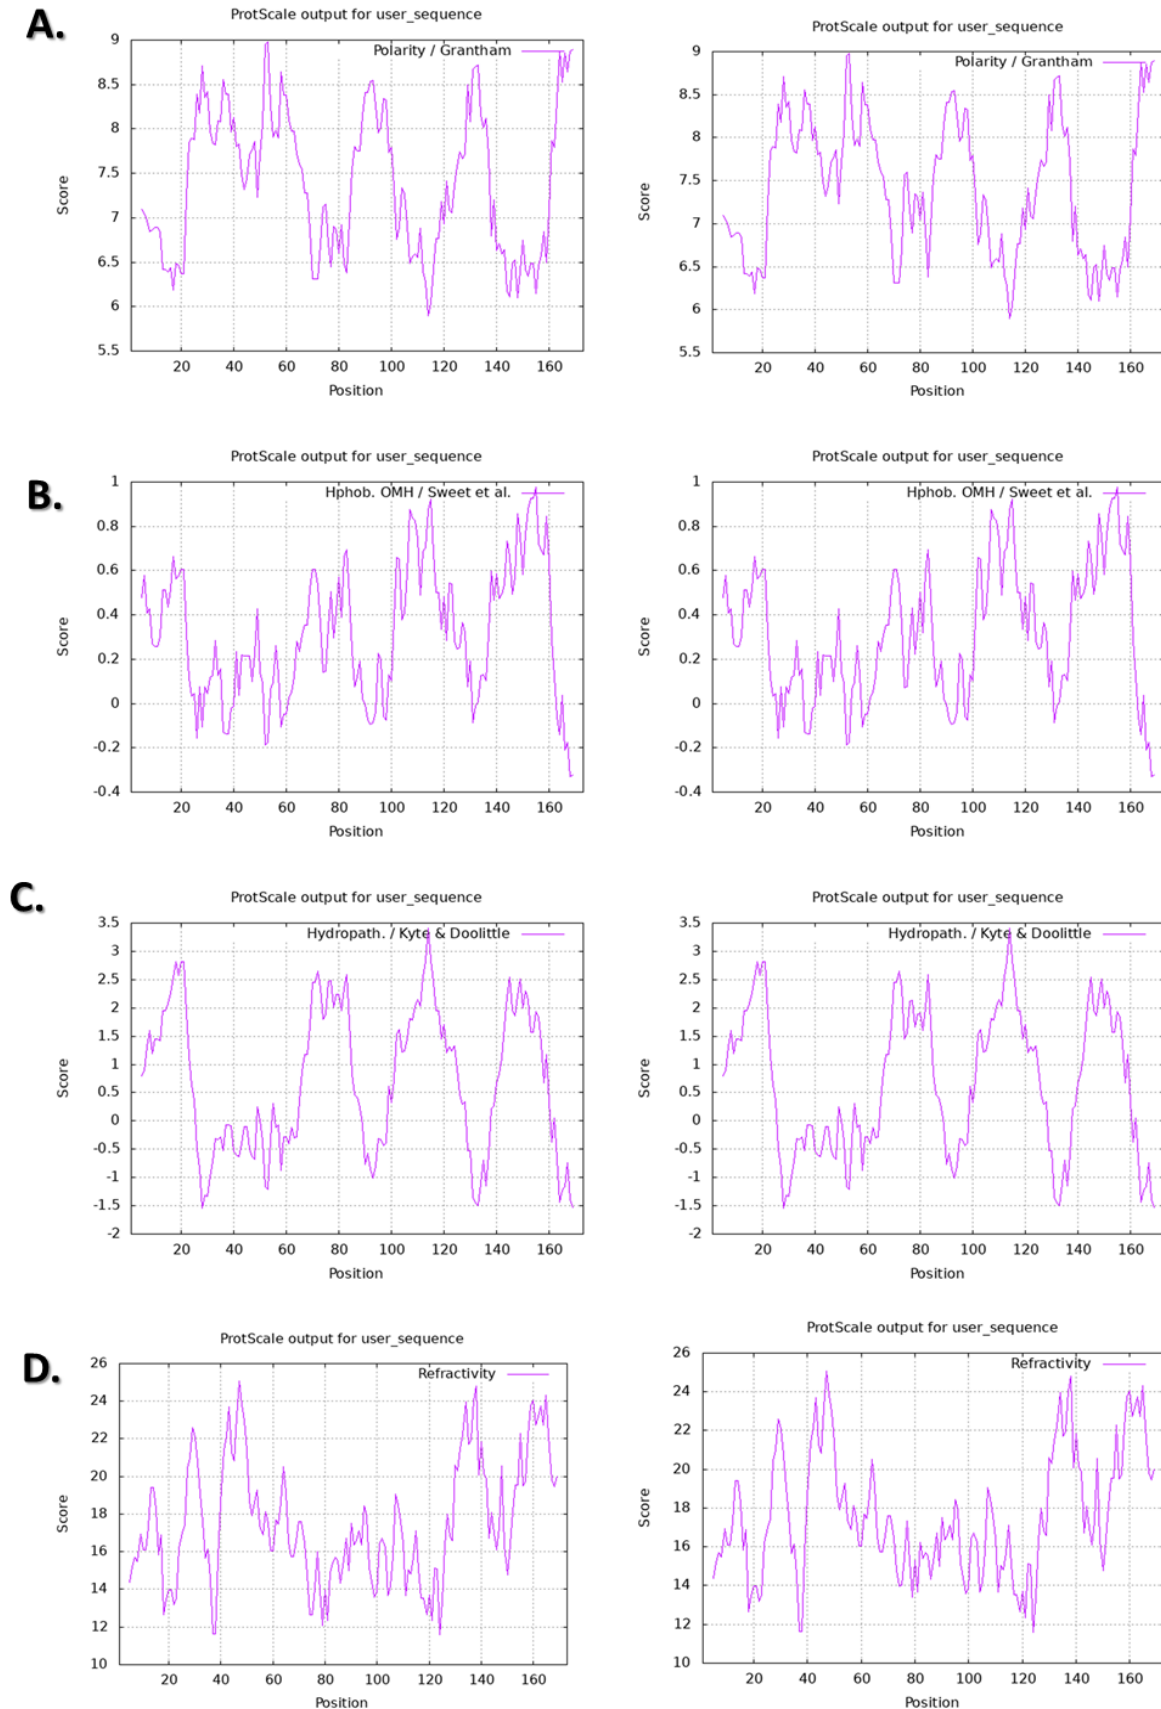 A.
ProtScale output for user_sequence
Polarity / Grantham
9
8.5
8
7.5
7
6.5
6
5.5
Score
20 40 60 80 100 120 140 160
Position
ProtScale output for user_sequence
Polarity / Grantham
9
8.5
8
7.5
7
6.5
6
5.5
Score
20 40 60 80 100 120 140 160
Position
B.
ProtScale output for user_sequence
Hphob. OMH / Sweet et al.
1
0.8
0.6
0.4
0.2
0
-0.2
-0.4
Score
20 40 60 80 100 120 140 160
Position
ProtScale output for user_sequence
Hphob. OMH / Sweet et al.
1
0.8
0.6
0.4
0.2
0
-0.2
-0.4
Score
20 40 60 80 100 120 140 160
Position
C.
ProtScale output for user_sequence
Hydropath. / Kyte & Doolittle
3.5
3
2.5
2
1.5
1
0.5
0
-0.5
-1
-1.5
-2
Score
20 40 60 80 100 120 140 160
Position
ProtScale output for user_sequence
Hydropath. / Kyte & Doolittle
3.5
3
2.5
2
1.5
1
0.5
0
-0.5
-1
-1.5
-2
Score
20 40 60 80 100 120 140 160
Position
D.
ProtScale output for user_sequence
Refractivity
26
24
22
20
18
16
14
12
10
Score
20 40 60 80 100 120 140 160
Position
ProtScale output for user_sequence
Refractivity
26
24
22
20
18
16
14
12
10
Score
20 40 60 80 100 120 140 160
Position